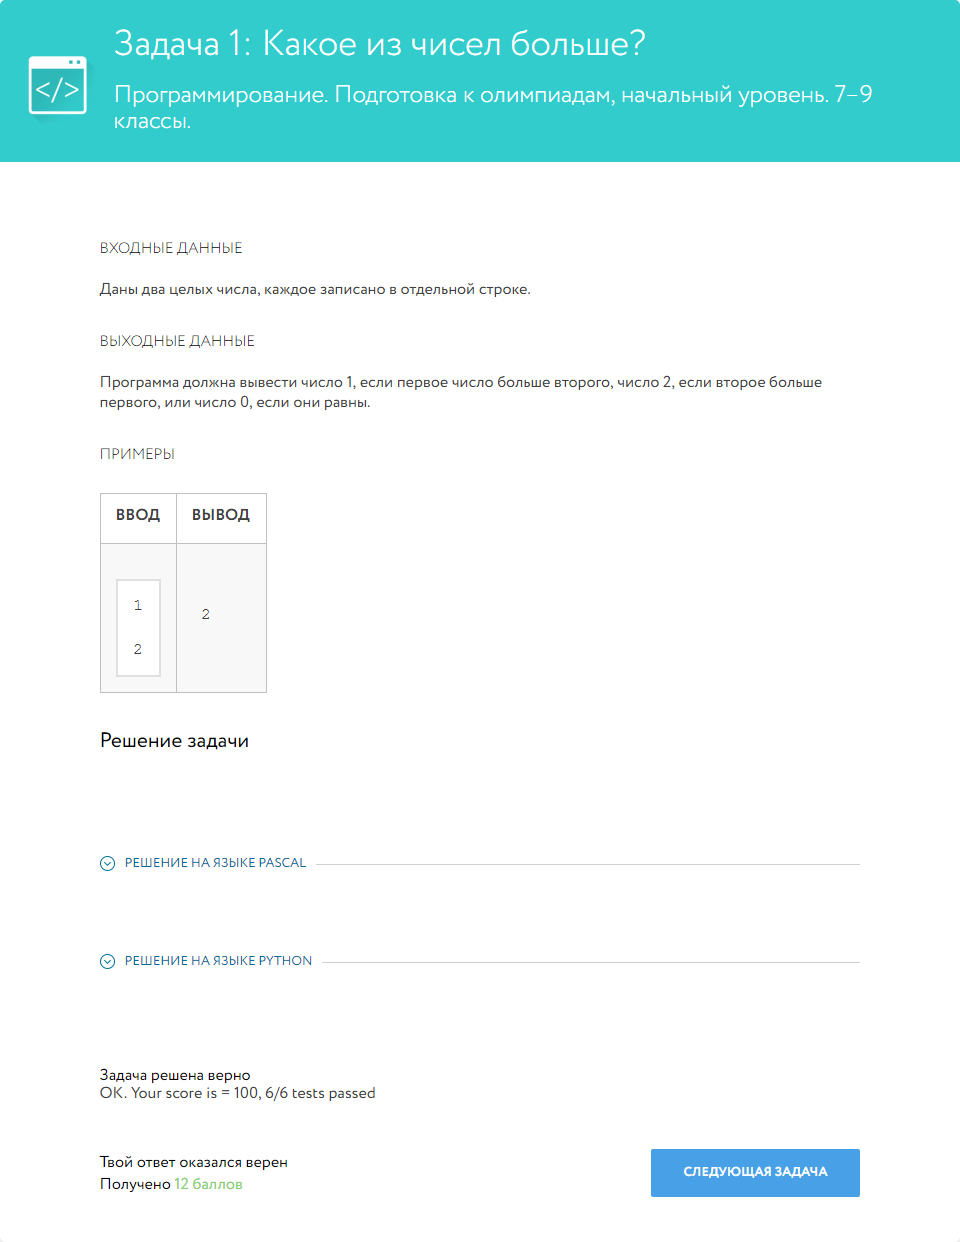 Задача 1: Какое из чисел больше?
</>
Программирование. Подготовка к олимпиадам, начальный уровень. 7–9
классы.
ВХОДНЫЕ ДАННЫЕ
Даны два целых числа, каждое записано в отдельной строке.
ВЫХОДНЫЕ ДАННЫЕ
Программа должна вывести число 1, если первое число больше второго, число 2, если второе больше
первого, или число 0, если они равны.
ПРИМЕРЫ
ВВОД ВЫВОД
1
2
2
Решение задачи
РЕШЕНИЕ НА ЯЗЫКЕ PASCAL
РЕШЕНИЕ НА ЯЗЫКЕ PYTHON
Задача решена верно
OK. Your score is = 100, 6/6 tests passed
Твой ответ оказался верен
Получено 12 баллов
СЛЕДУЮЩАЯ ЗАДАЧА